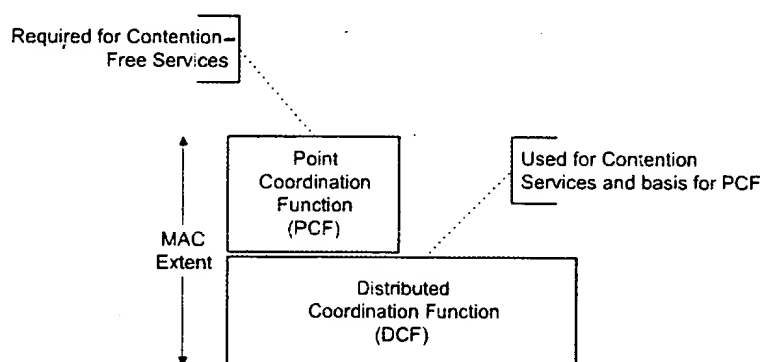 Required for Contention–
Free Services
Point
Coordination
Function
(PCF)
Used for Contention
Services and basis for PCF
MAC
Extent
Distributed
Coordination Function
(DCF)